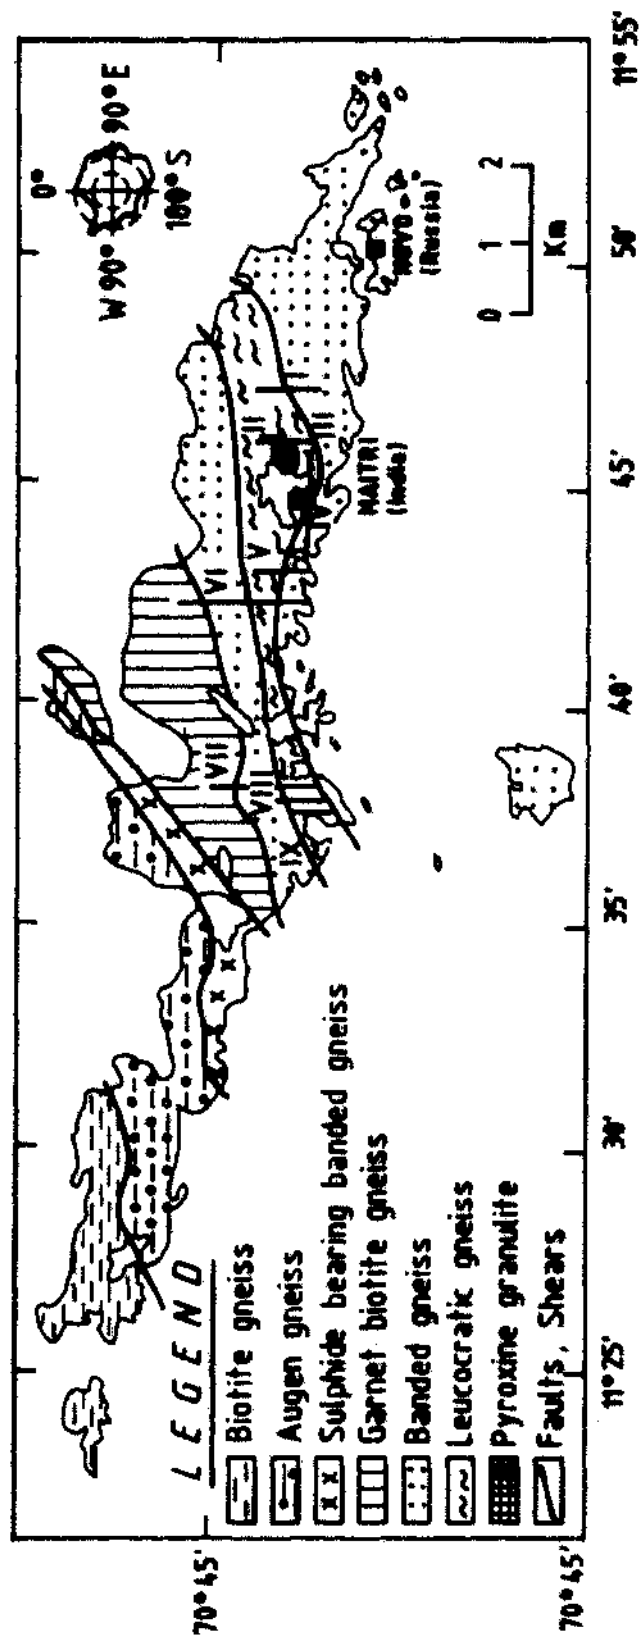 0°
W 90° 90° E
180° S
70° 45'
70° 45'
11° 25'
30'
35'
40'
45'
50'
11° 55'
I
II
III
IV
V
VI
VII
VIII
IX
MAITRI
(India)
NOVO
(Russia)
0 1 2
Km
LEGEND
Biotite gneiss
Augen gneiss
Sulphide bearing banded gneiss
Garnet biotite gneiss
Banded gneiss
Leucocratic gneiss
Pyroxine granulite
Faults, Shears